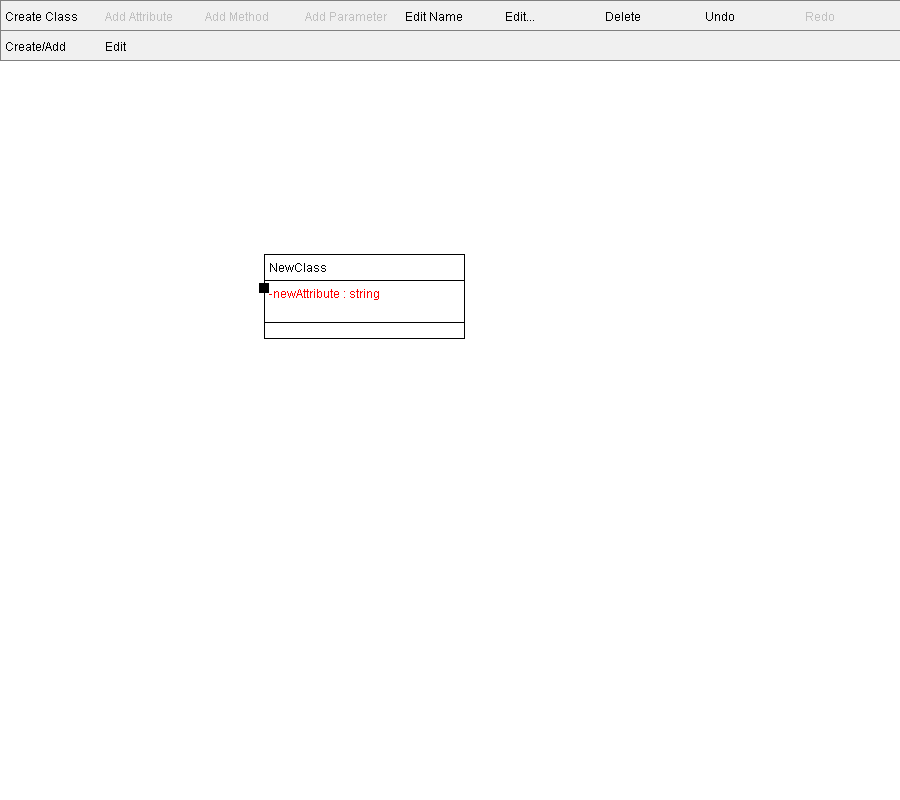 Create Class Add Attribute Add Method Add Parameter Edit Name Edit... Delete Undo Redo
Create/Add Edit
NewClass
-newAttribute : string